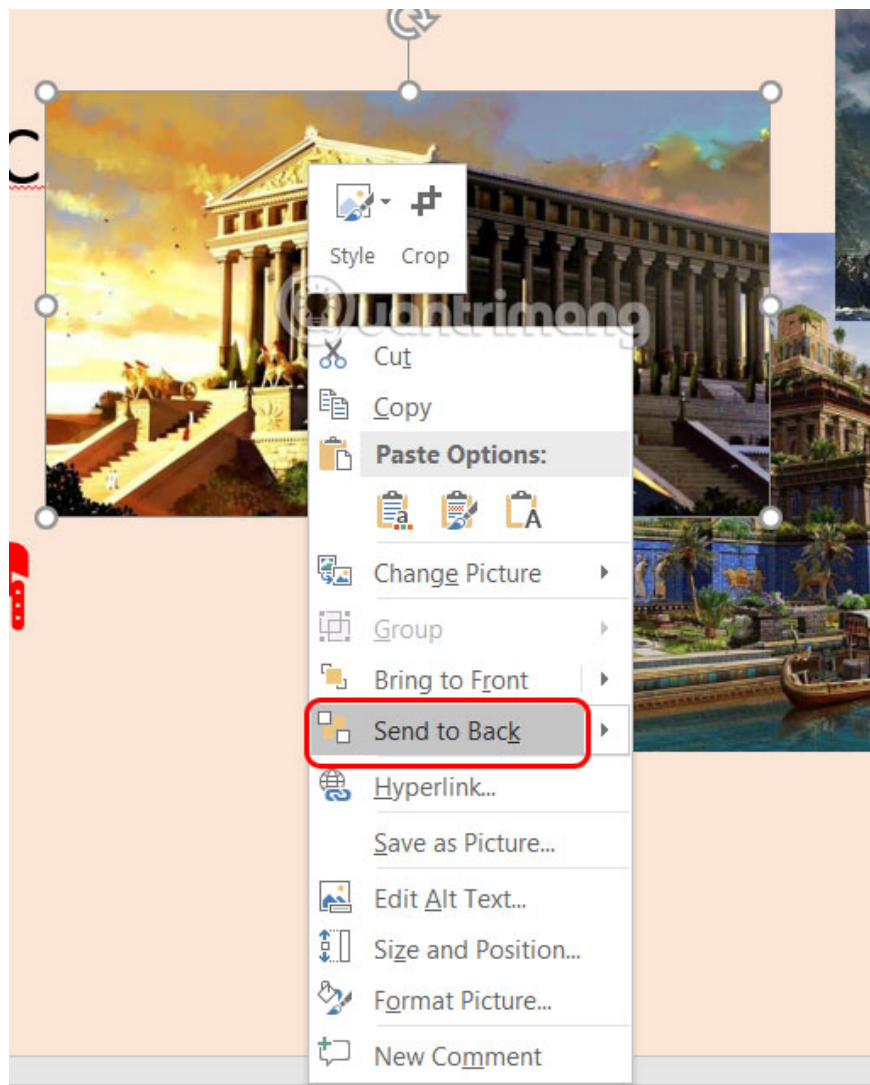 C
Style Crop
Quantrimang
Cut
Copy
Paste Options:
a
A
Change Picture
Group
Bring to Front
Send to Back
Hyperlink...
Save as Picture...
Edit Alt Text...
Size and Position...
Format Picture...
New Comment